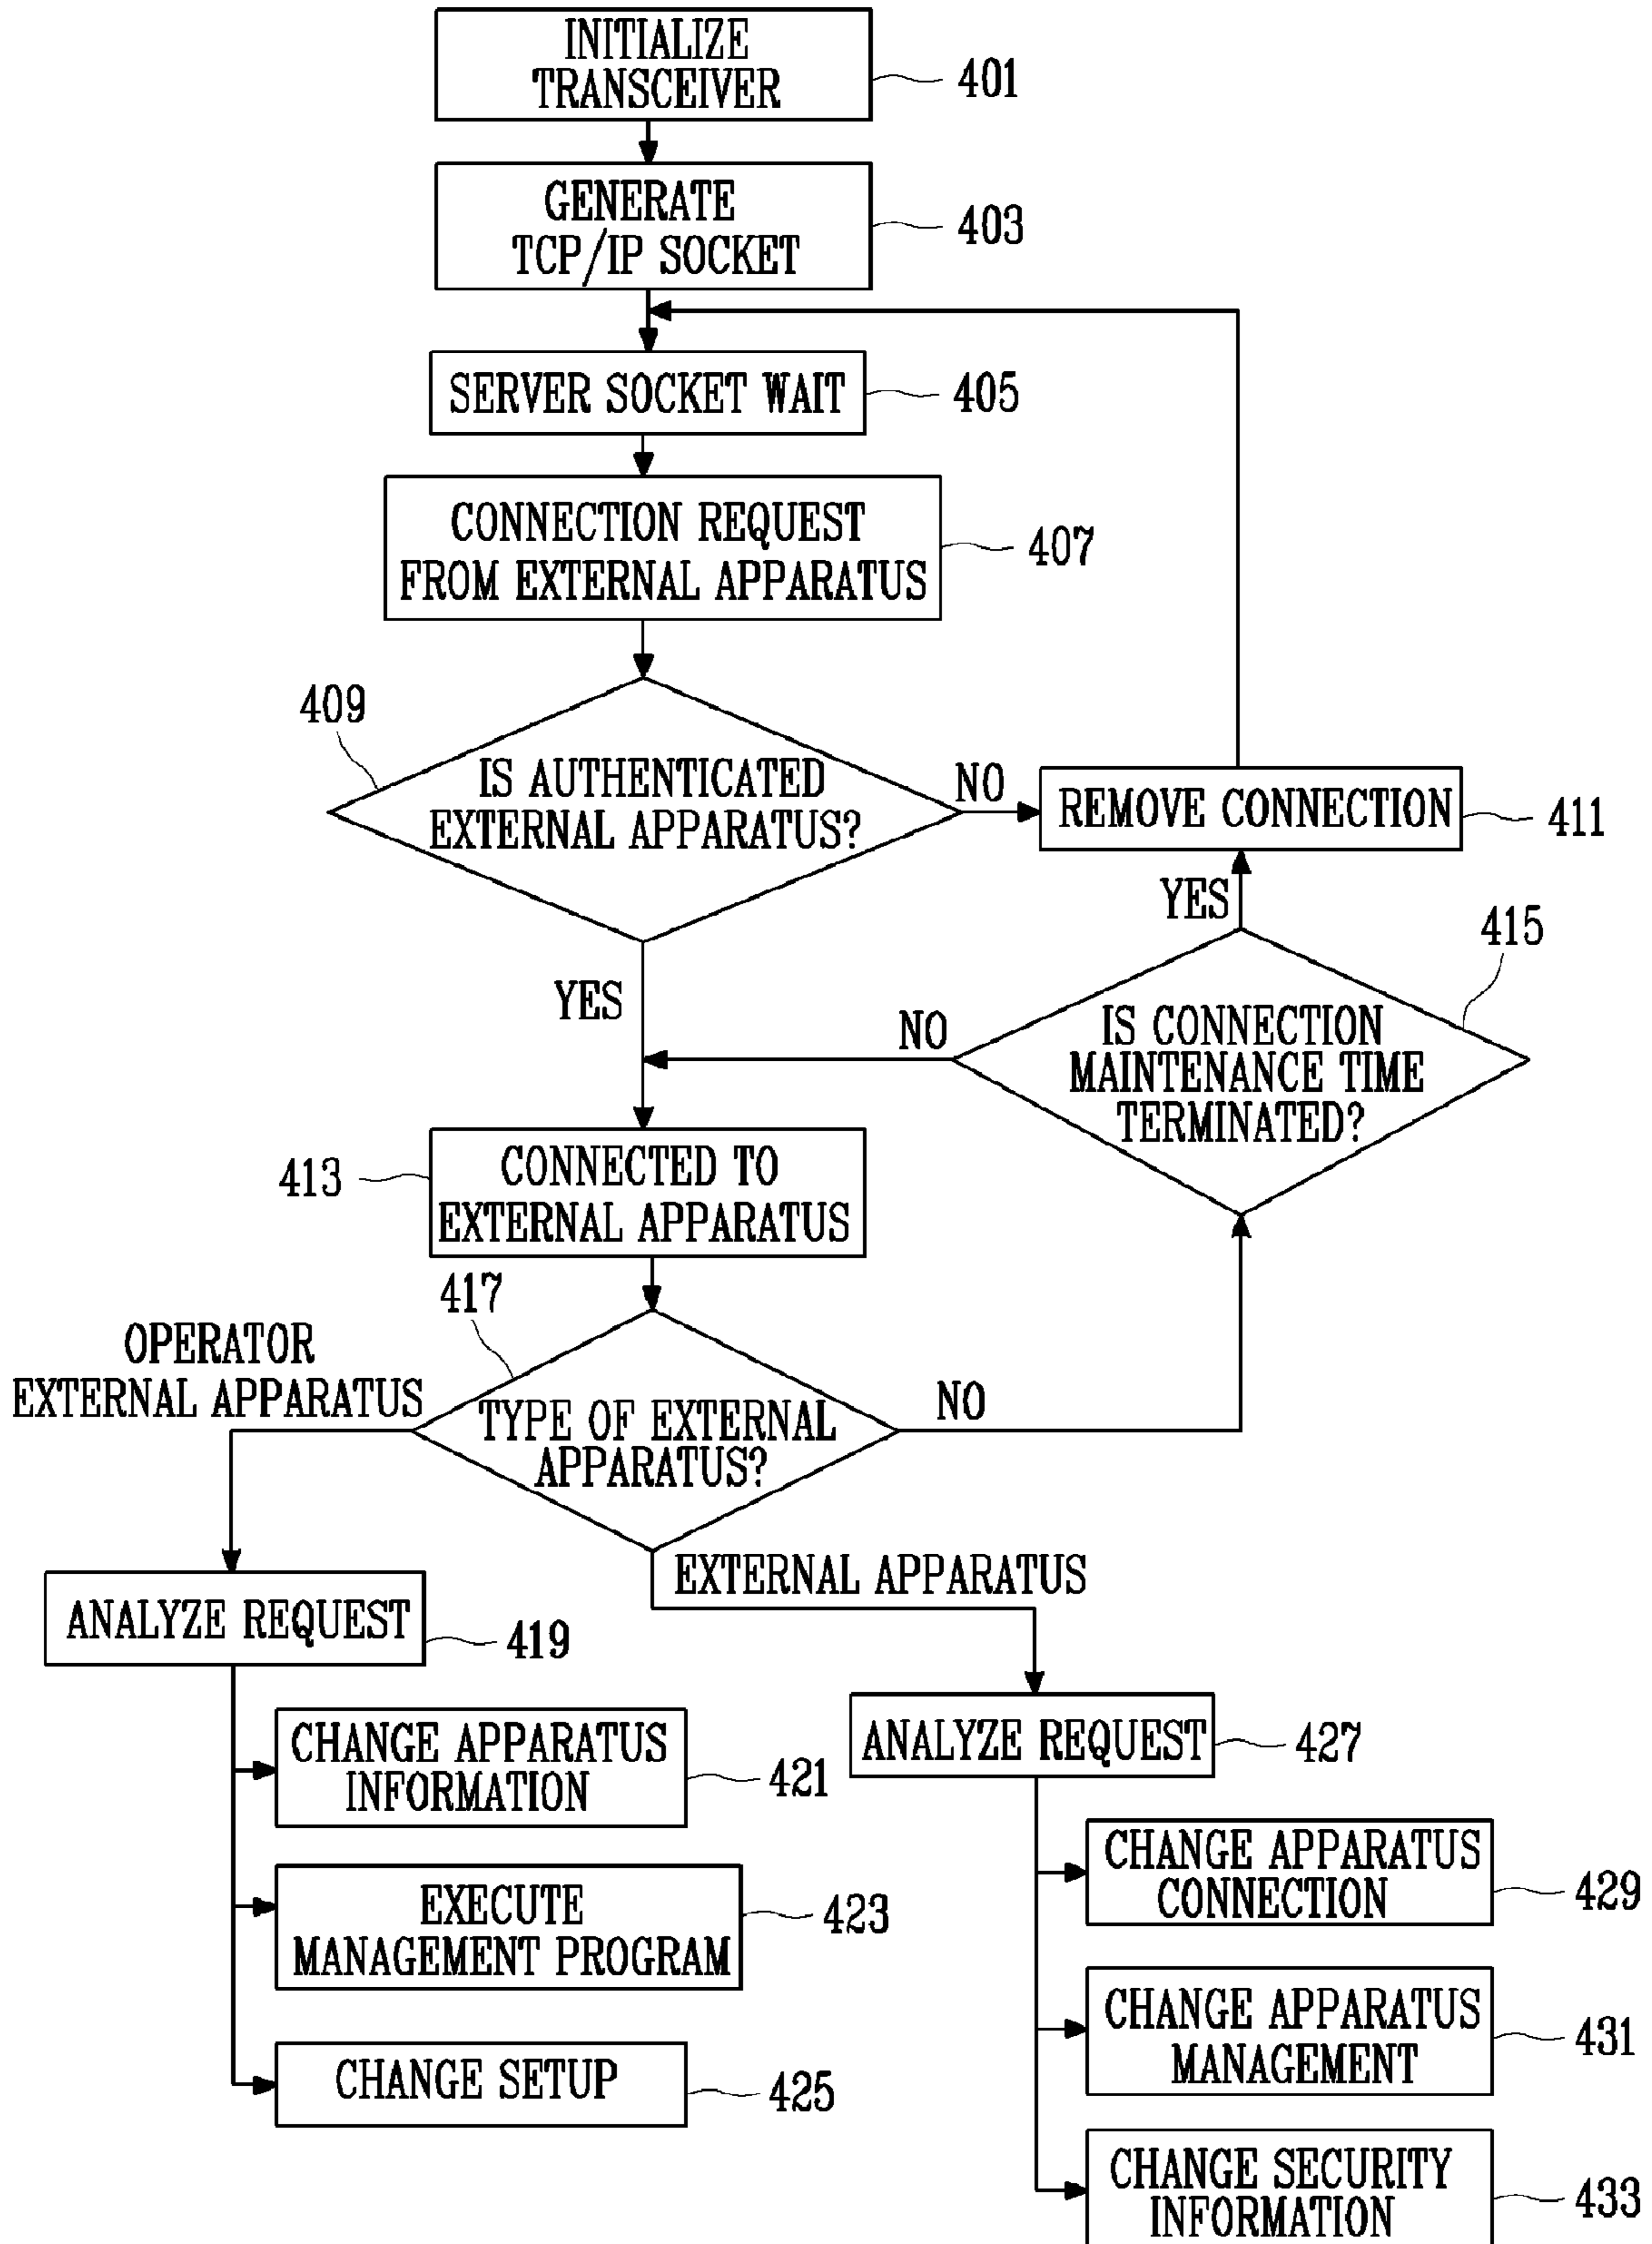 INITIALIZE
TRANSCEIVER
401
GENERATE
TCP/IP SOCKET
403
SERVER SOCKET WAIT
405
CONNECTION REQUEST
FROM EXTERNAL APPARATUS
407
409
IS AUTHENTICATED
EXTERNAL APPARATUS?
NO
REMOVE CONNECTION
411
YES
YES
415
NO
IS CONNECTION
MAINTENANCE TIME
TERMINATED?
413
CONNECTED TO
EXTERNAL APPARATUS
417
OPERATOR
EXTERNAL APPARATUS
TYPE OF EXTERNAL
APPARATUS?
NO
EXTERNAL APPARATUS
ANALYZE REQUEST
419
ANALYZE REQUEST
427
CHANGE APPARATUS
INFORMATION
421
EXECUTE
MANAGEMENT PROGRAM
423
CHANGE SETUP
425
CHANGE APPARATUS
CONNECTION
429
CHANGE APPARATUS
MANAGEMENT
431
CHANGE SECURITY
INFORMATION
433